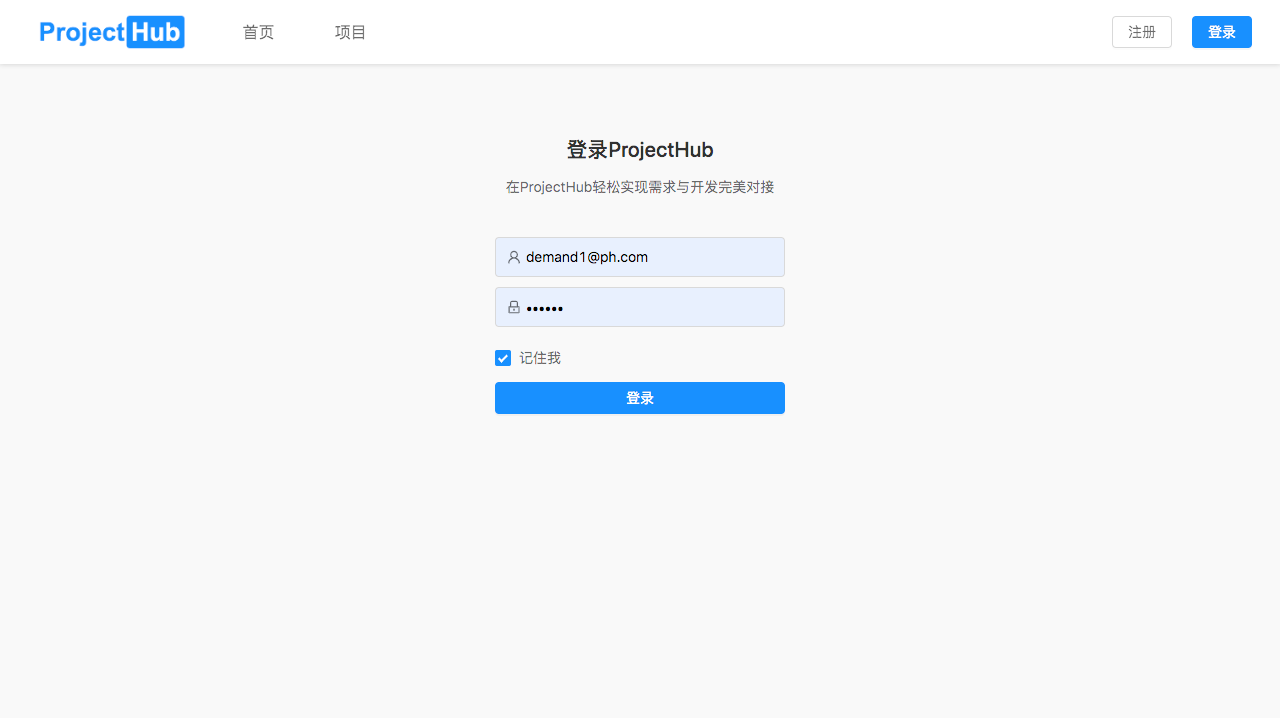 ProjectHub 首页 项目 注册 登录
登录ProjectHub
在ProjectHub轻松实现需求与开发完美对接
demand1@ph.com
••••••
记住我
登录